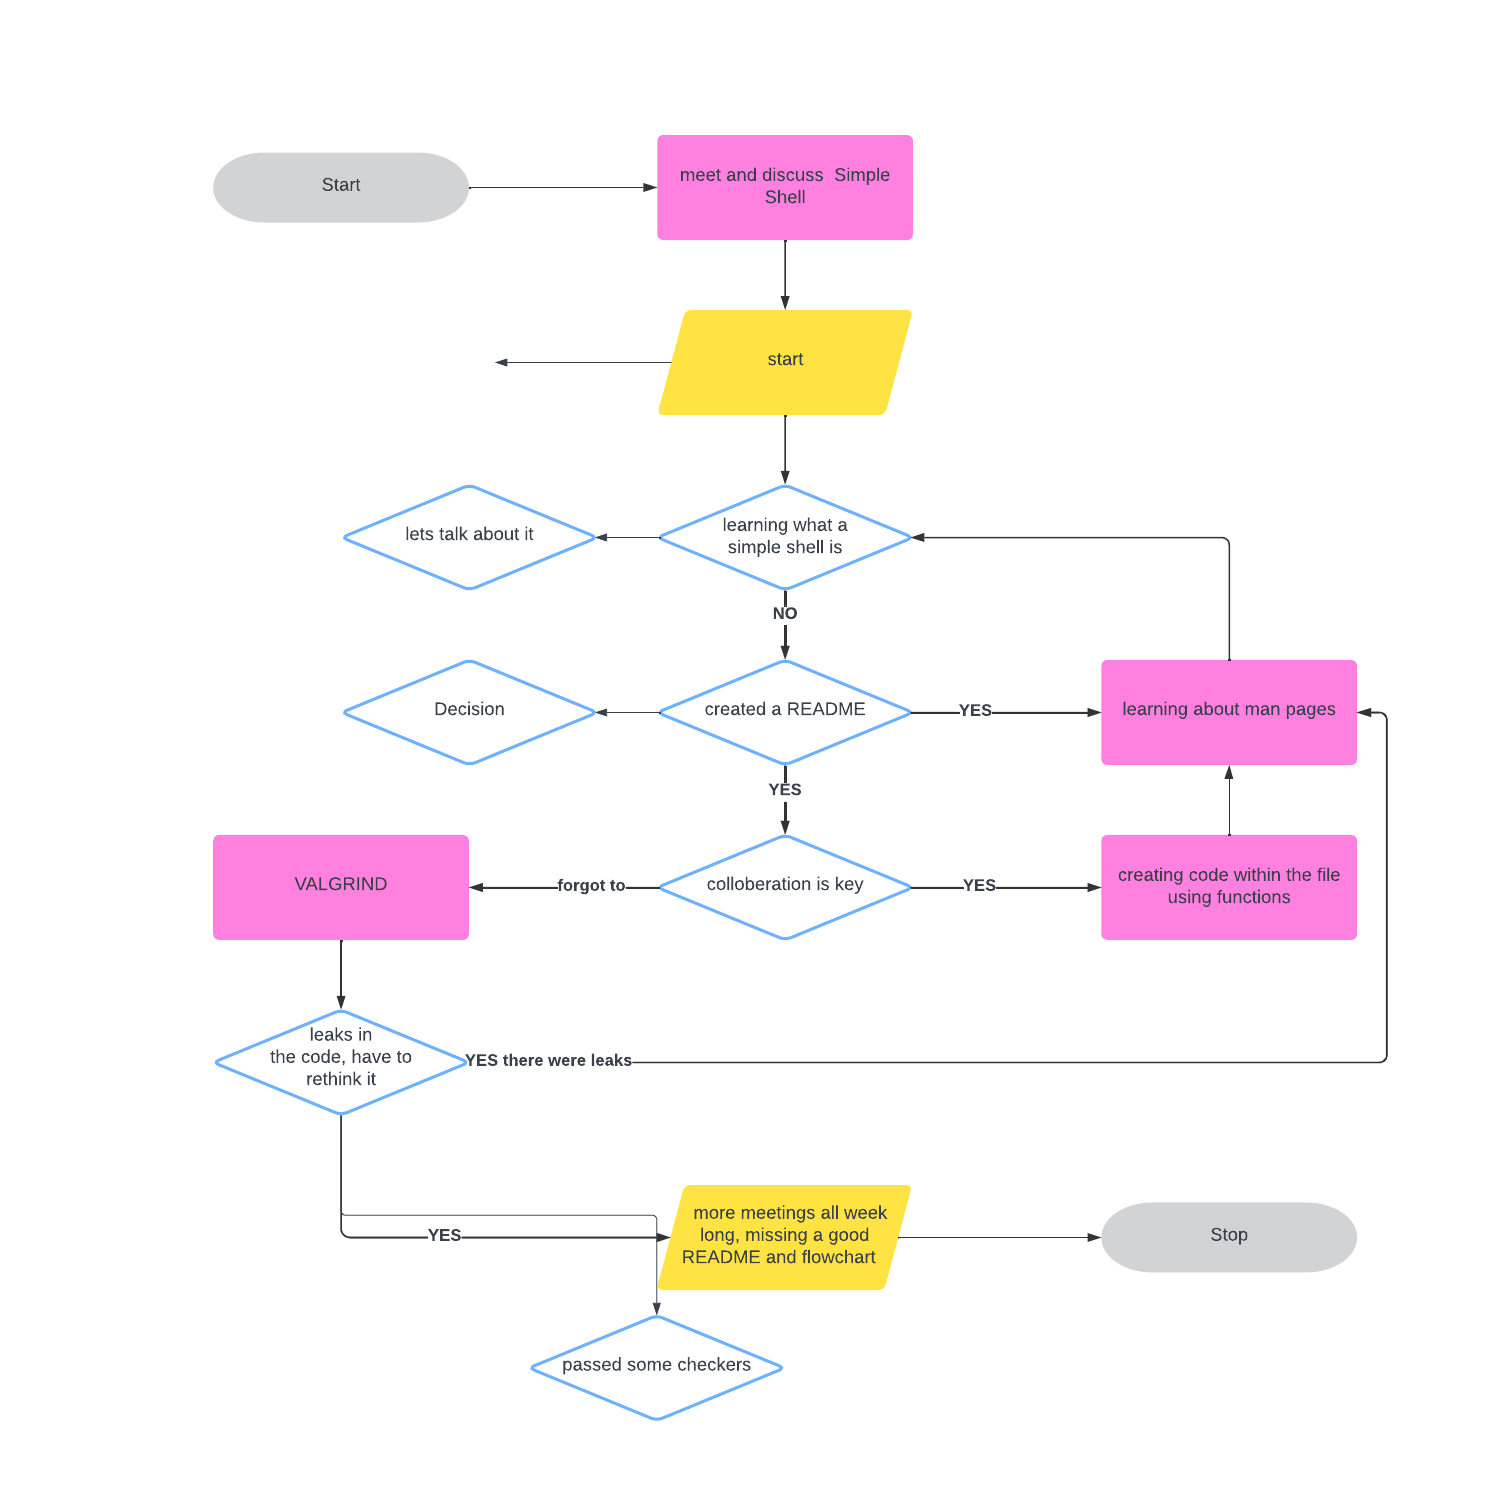 Start
meet and discuss  Simple
Shell
start
lets talk about it
learning what a
simple shell is
NO
Decision
created a README
YES
learning about man pages
YES
VALGRIND
forgot to
colloberation is key
YES
creating code within the file
using functions
leaks in
the code, have to
rethink it
YES there were leaks
YES
more meetings all week
long, missing a good
README and flowchart
Stop
passed some checkers